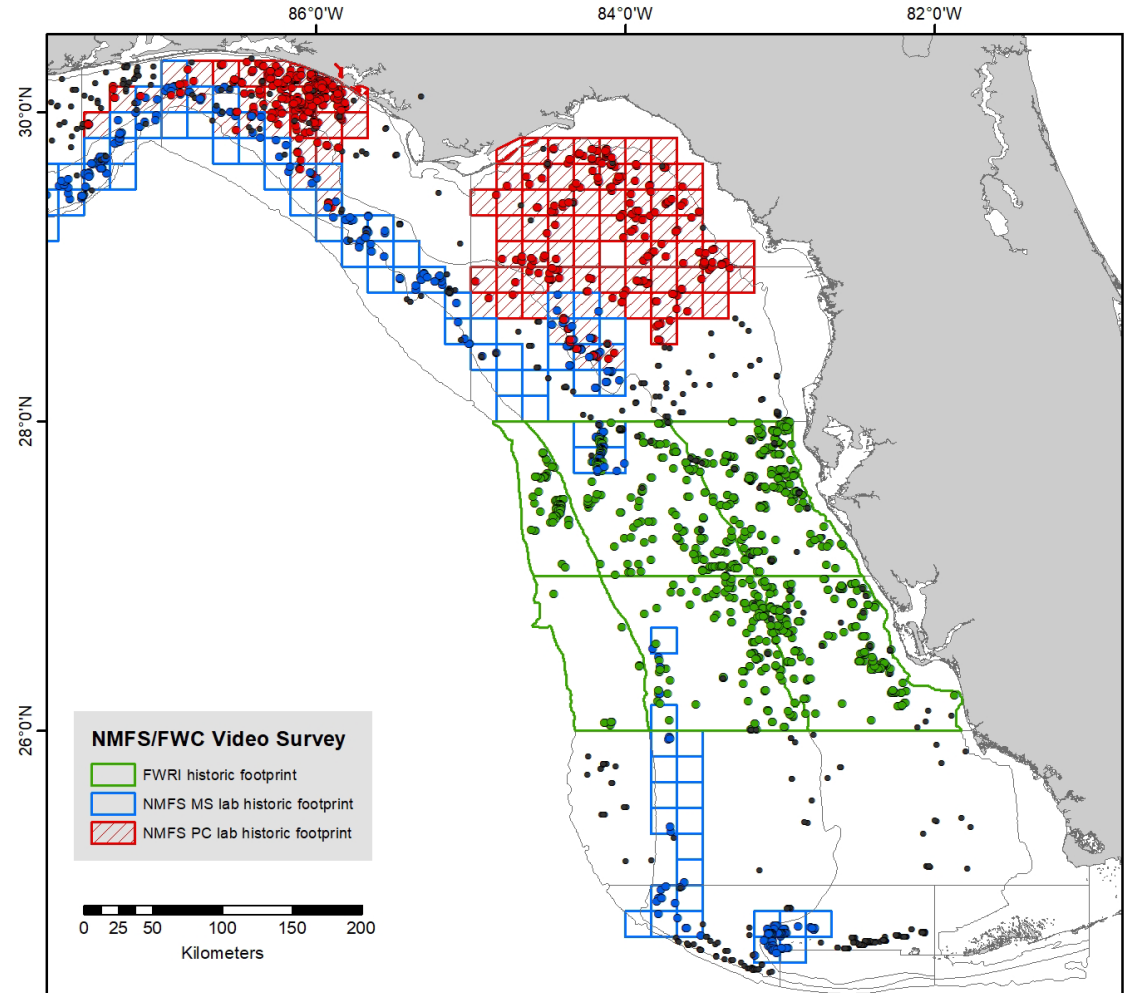 86°0'W 84°0'W 82°0'W
30°0'N
28°0'N
26°0'N
NMFS/FWC Video Survey
FWRI historic footprint
NMFS MS lab historic footprint
NMFS PC lab historic footprint
0 25 50 100 150 200
Kilometers